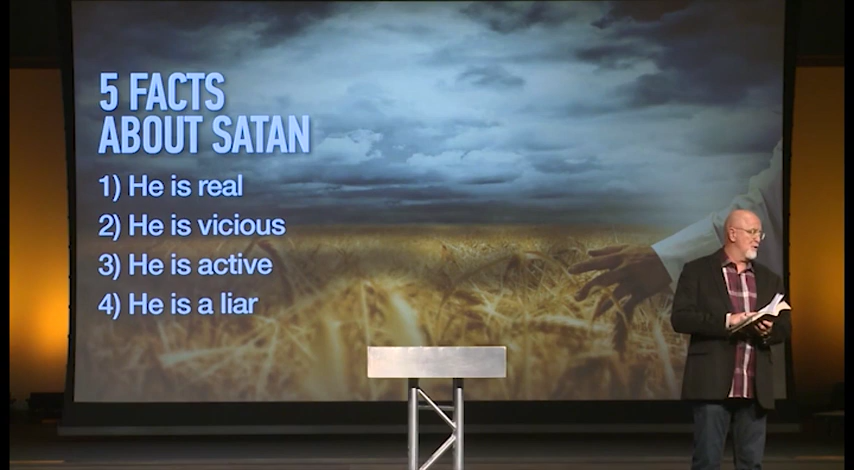 5 FACTS
ABOUT SATAN
1) He is real
2) He is vicious
3) He is active
4) He is a liar